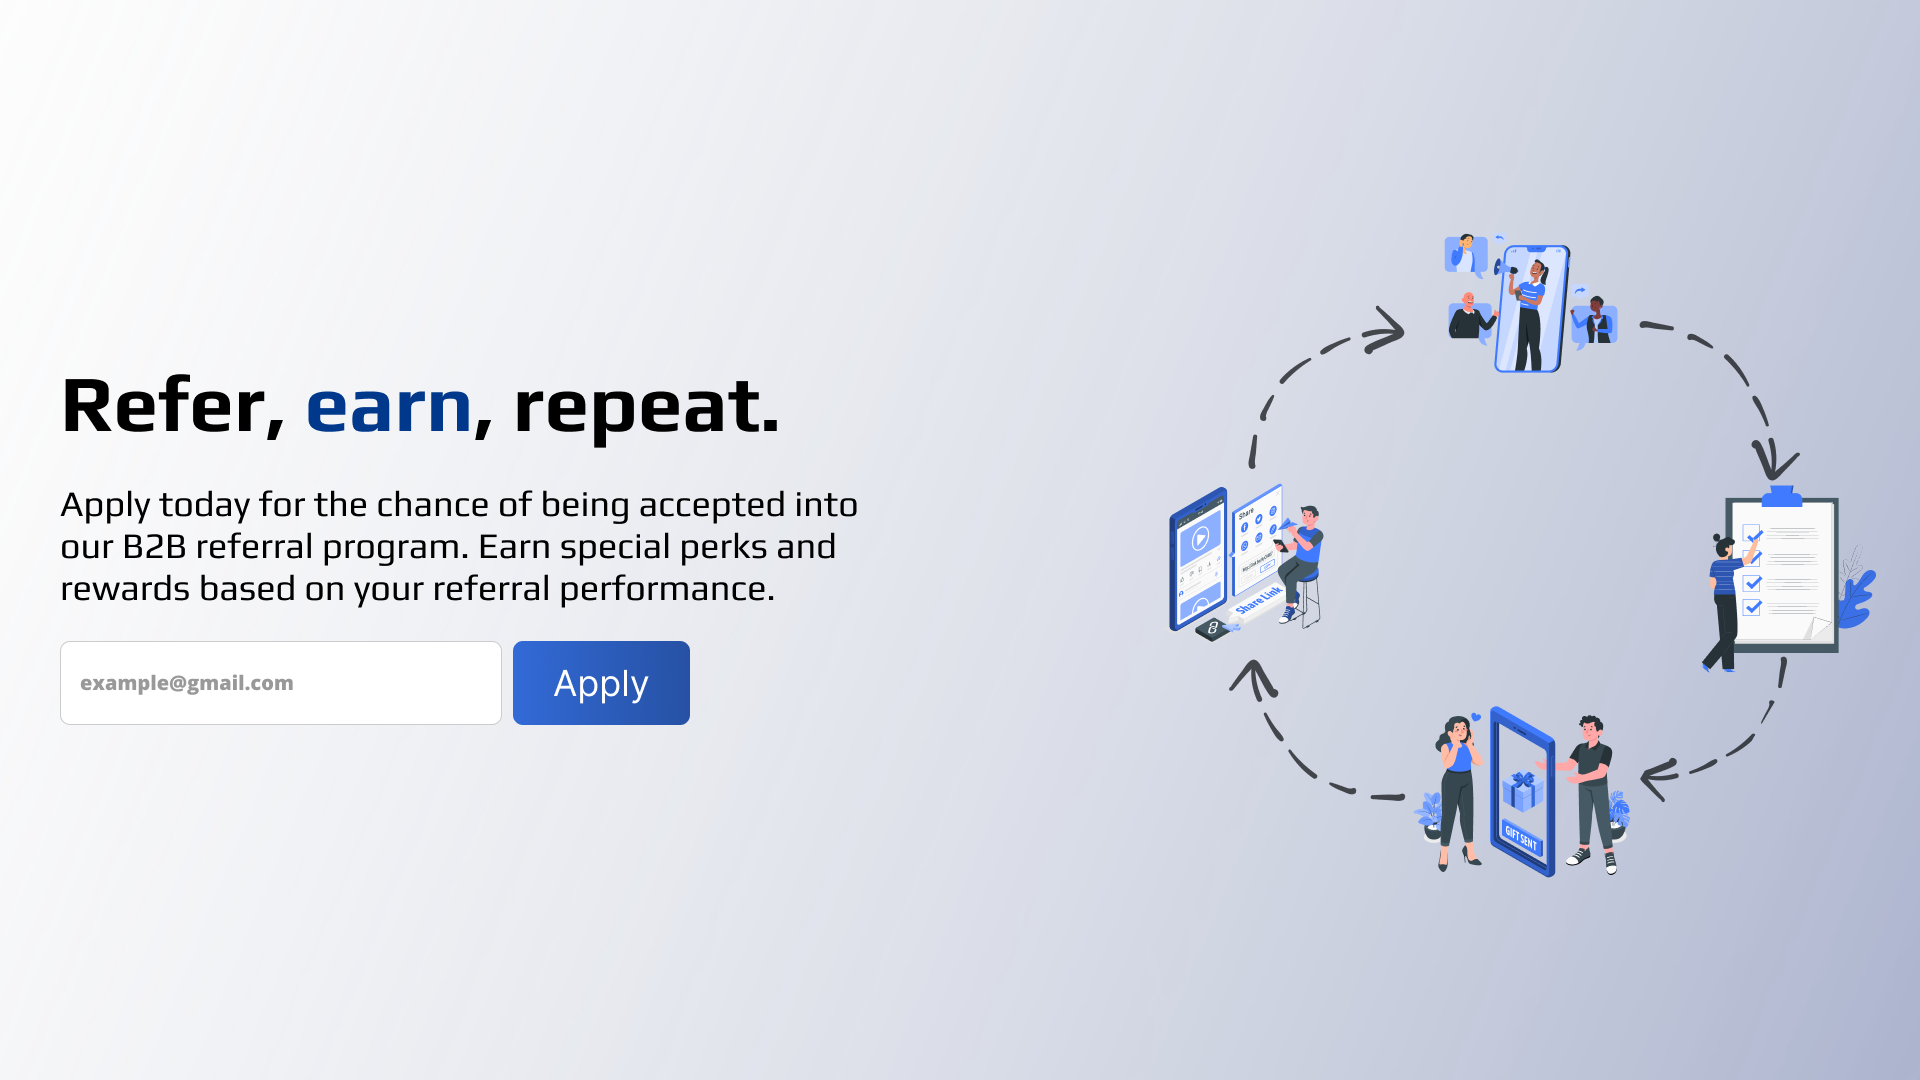 Refer, earn, repeat.
Apply today for the chance of being accepted into
our B2B referral program. Earn special perks and
rewards based on your referral performance.
example@gmail.com
Apply
Share
Share Link
GIFT SENT